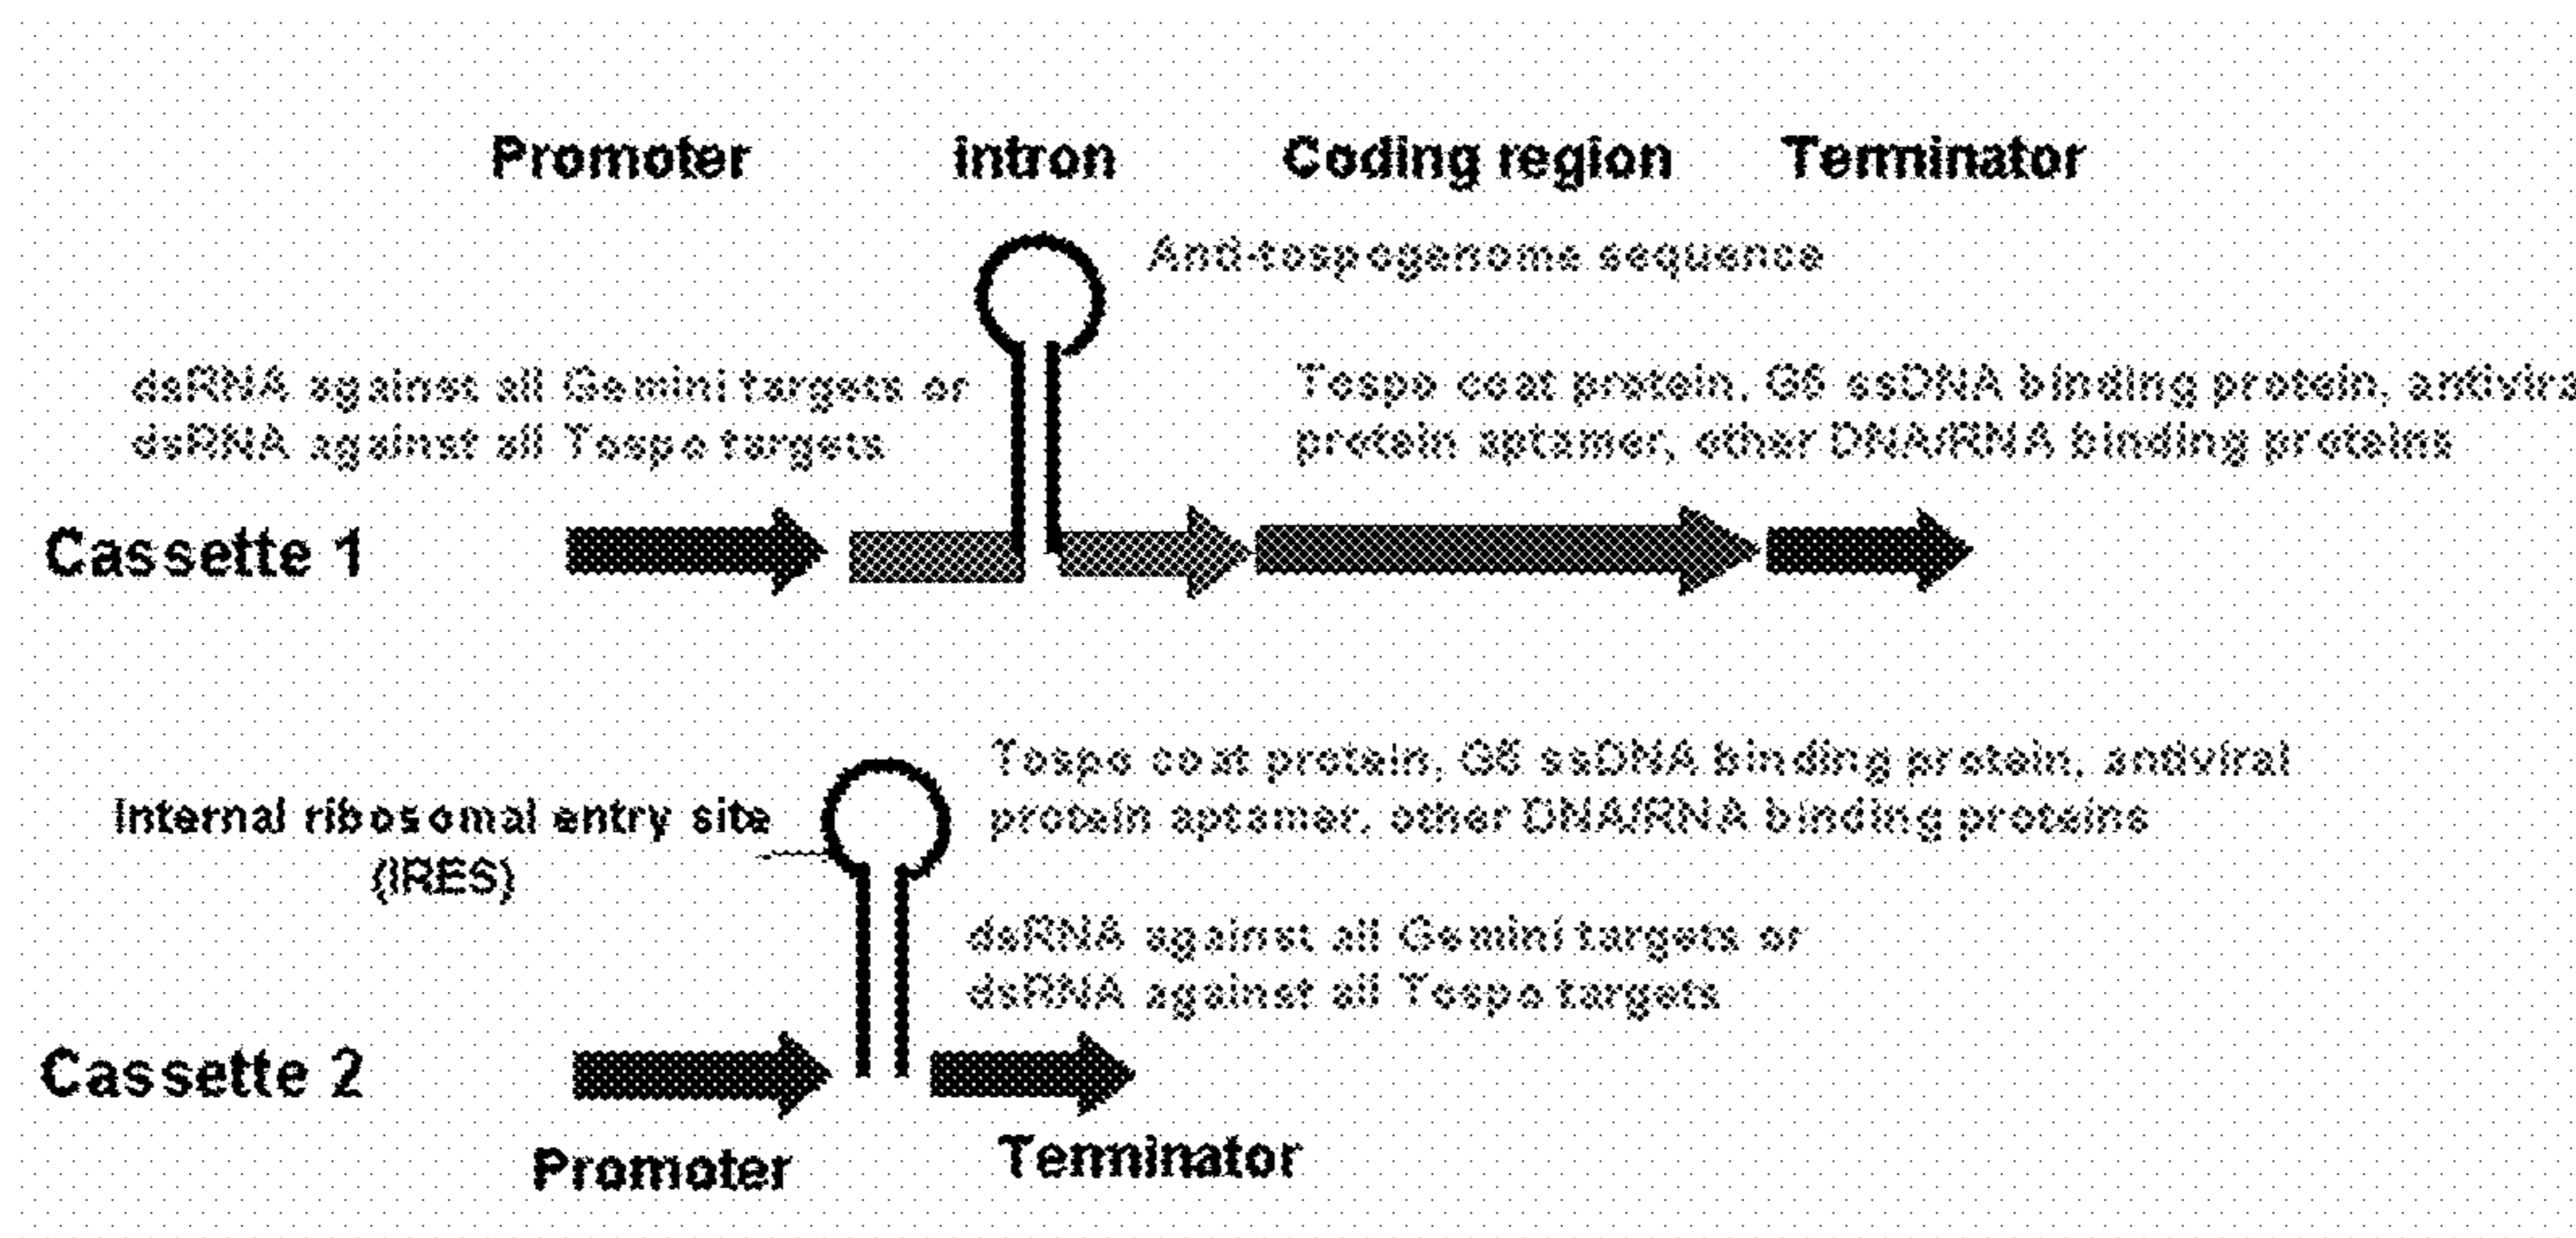 Promoter intron Coding region Terminator
Anti-tospogenome sequence
dsRNA against all Gemini targets or
dsRNA against all Tospo targets
Tospo coat protein, G5 ssDNA binding protein, antivira
protein aptamer, other DNA/RNA binding proteins
Cassette 1
Internal ribosomal entry site
(IRES)
Tospo coat protein, G5 ssDNA binding protein, antiviral
protein aptamer, other DNA/RNA binding proteins
dsRNA against all Gemini targets or
dsRNA against all Tospo targets
Cassette 2
Promoter Terminator